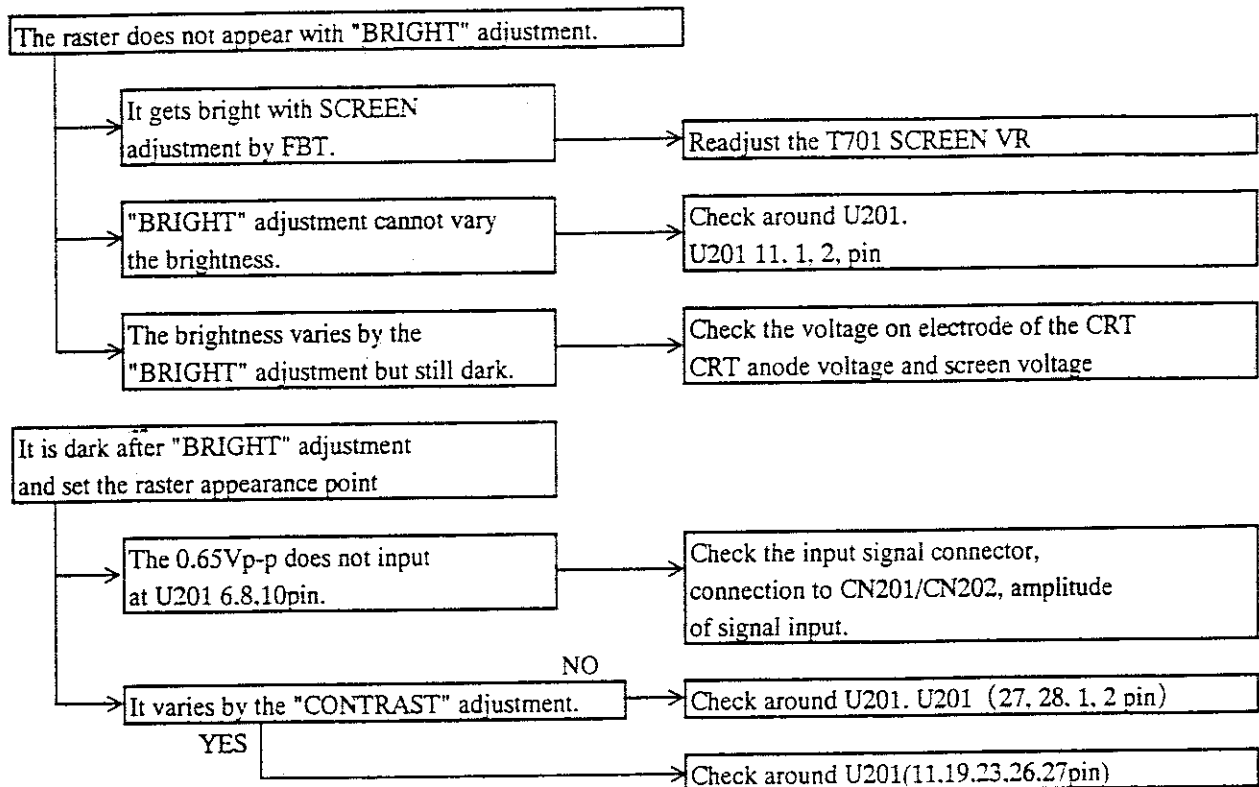 The raster does not appear with "BRIGHT" adjustment.
It gets bright with SCREEN
adjustment by FBT.
Readjust the T701 SCREEN VR
"BRIGHT" adjustment cannot vary
the brightness.
Check around U201.
U201 11. 1, 2, pin
The brightness varies by the
"BRIGHT" adjustment but still dark.
Check the voltage on electrode of the CRT
CRT anode voltage and screen voltage
It is dark after "BRIGHT" adjustment
and set the raster appearance point
The 0.65Vp-p does not input
at U201 6.8.10pin.
Check the input signal connector,
connection to CN201/CN202, amplitude
of signal input.
It varies by the "CONTRAST" adjustment.
NO
Check around U201. U201 (27, 28. 1, 2 pin)
YES
Check around U201(11.19.23.26.27pin)